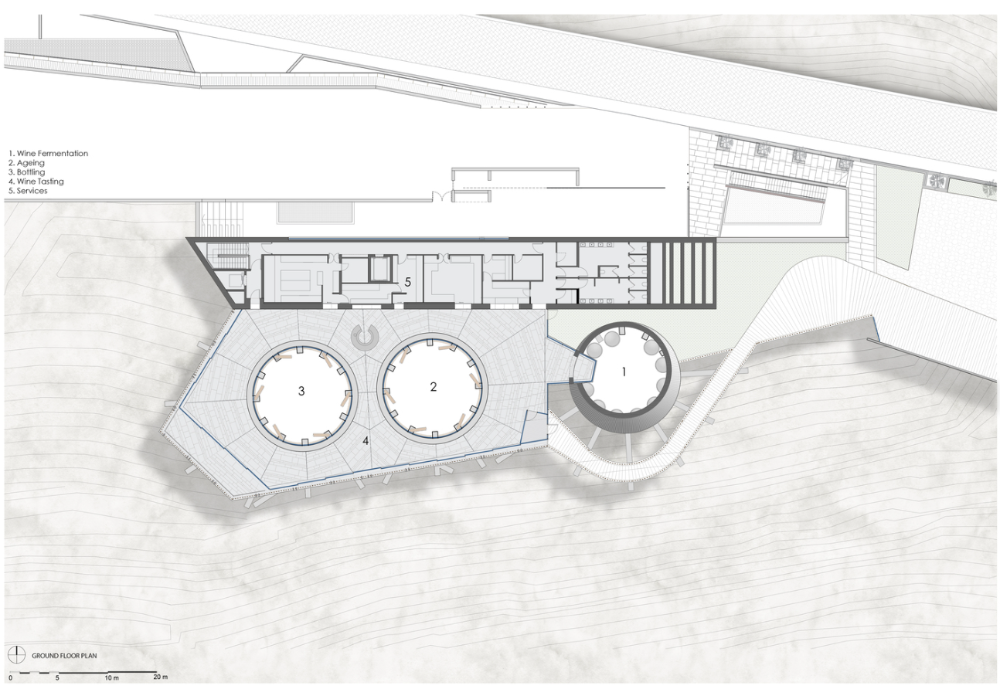 1. Wine Fermentation
2. Ageing
3. Bottling
4. Wine Tasting
5. Services
5
1
3
2
4
GROUND FLOOR PLAN
0 5 10 m 20 m